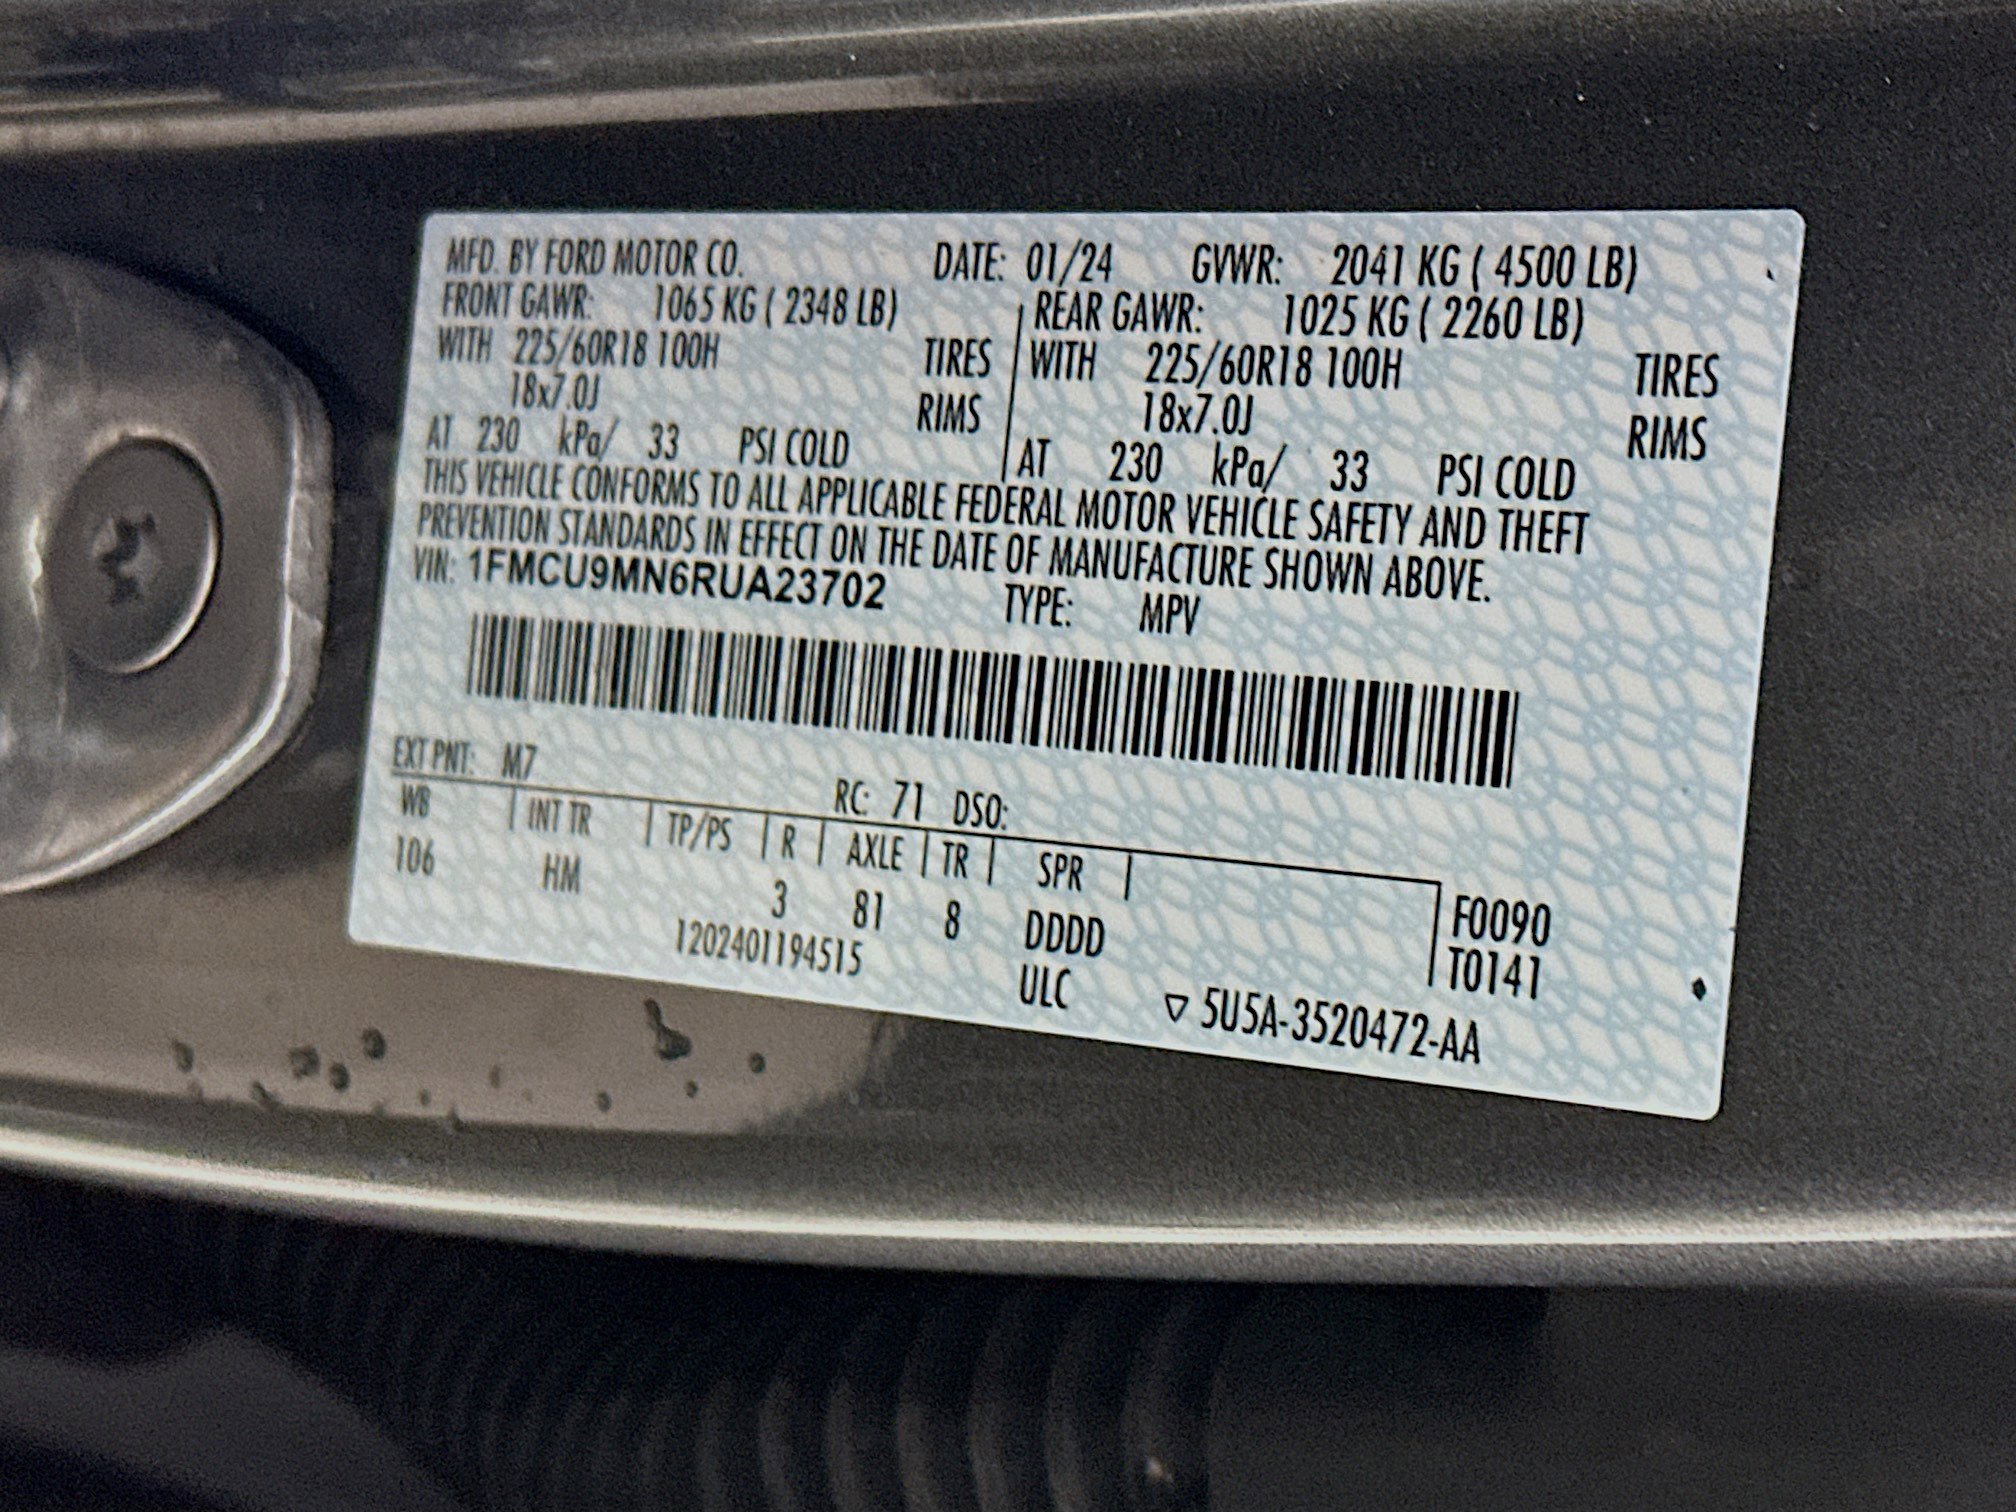 MFD. BY FORD MOTOR CO. DATE: 01/24 GVWR: 2041 KG ( 4500 LB)
FRONT GAWR: 1065 KG ( 2348 LB) REAR GAWR: 1025 KG ( 2260 LB)
WITH 225/60R18 100H TIRES WITH 225/60R18 100H TIRES
18x7.0J RIMS 18x7.0J RIMS
AT 230 kPa/ 33 PSI COLD AT 230 kPa/ 33 PSI COLD
THIS VEHICLE CONFORMS TO ALL APPLICABLE FEDERAL MOTOR VEHICLE SAFETY AND THEFT
PREVENTION STANDARDS IN EFFECT ON THE DATE OF MANUFACTURE SHOWN ABOVE.
VIN: 1FMCU9MN6RUA23702 TYPE: MPV
EXT PNT: M7 RC: 71 DSO:
WB | INT TR | TP/PS | R | AXLE | TR | SPR | F0090
106 HM 3 81 8 DDDD T0141
1202401194515 ULC ▽ 5U5A-3520472-AA